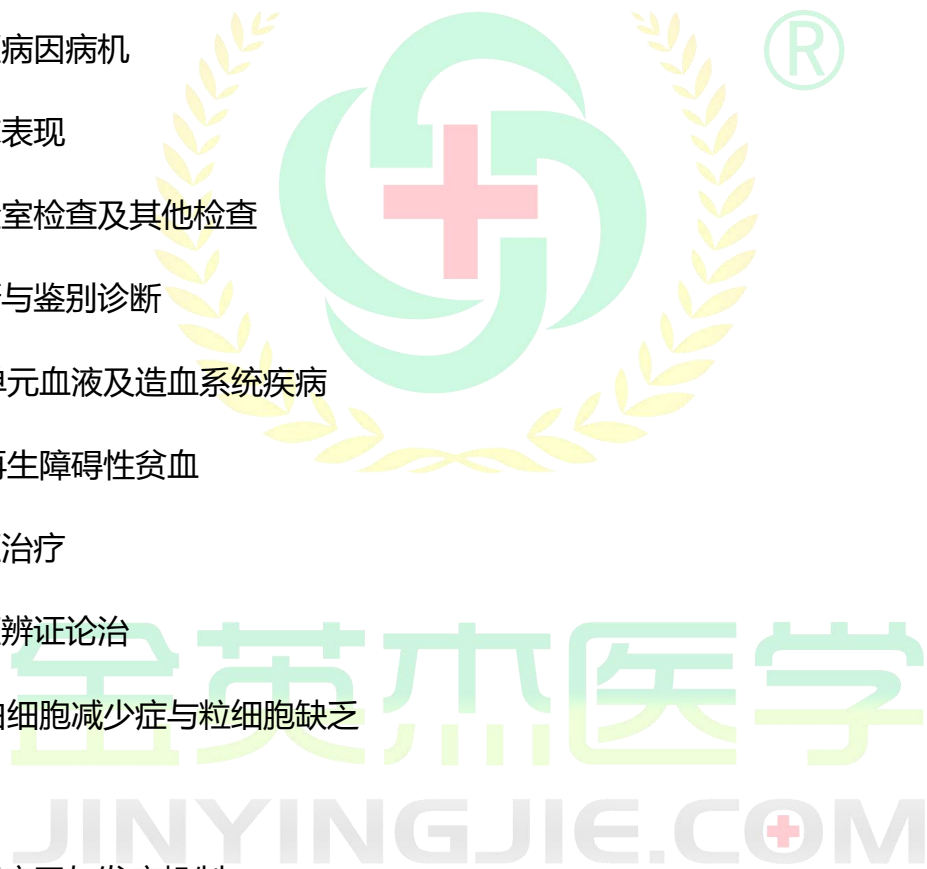 病因病机
®
表现
室检查及其他检查
与鉴别诊断
单元血液及造血系统疾病
再生障碍性贫血
治疗
辨证论治
白细胞减少症与粒细胞缺乏
金英杰医学
JINYINGJIE.COM